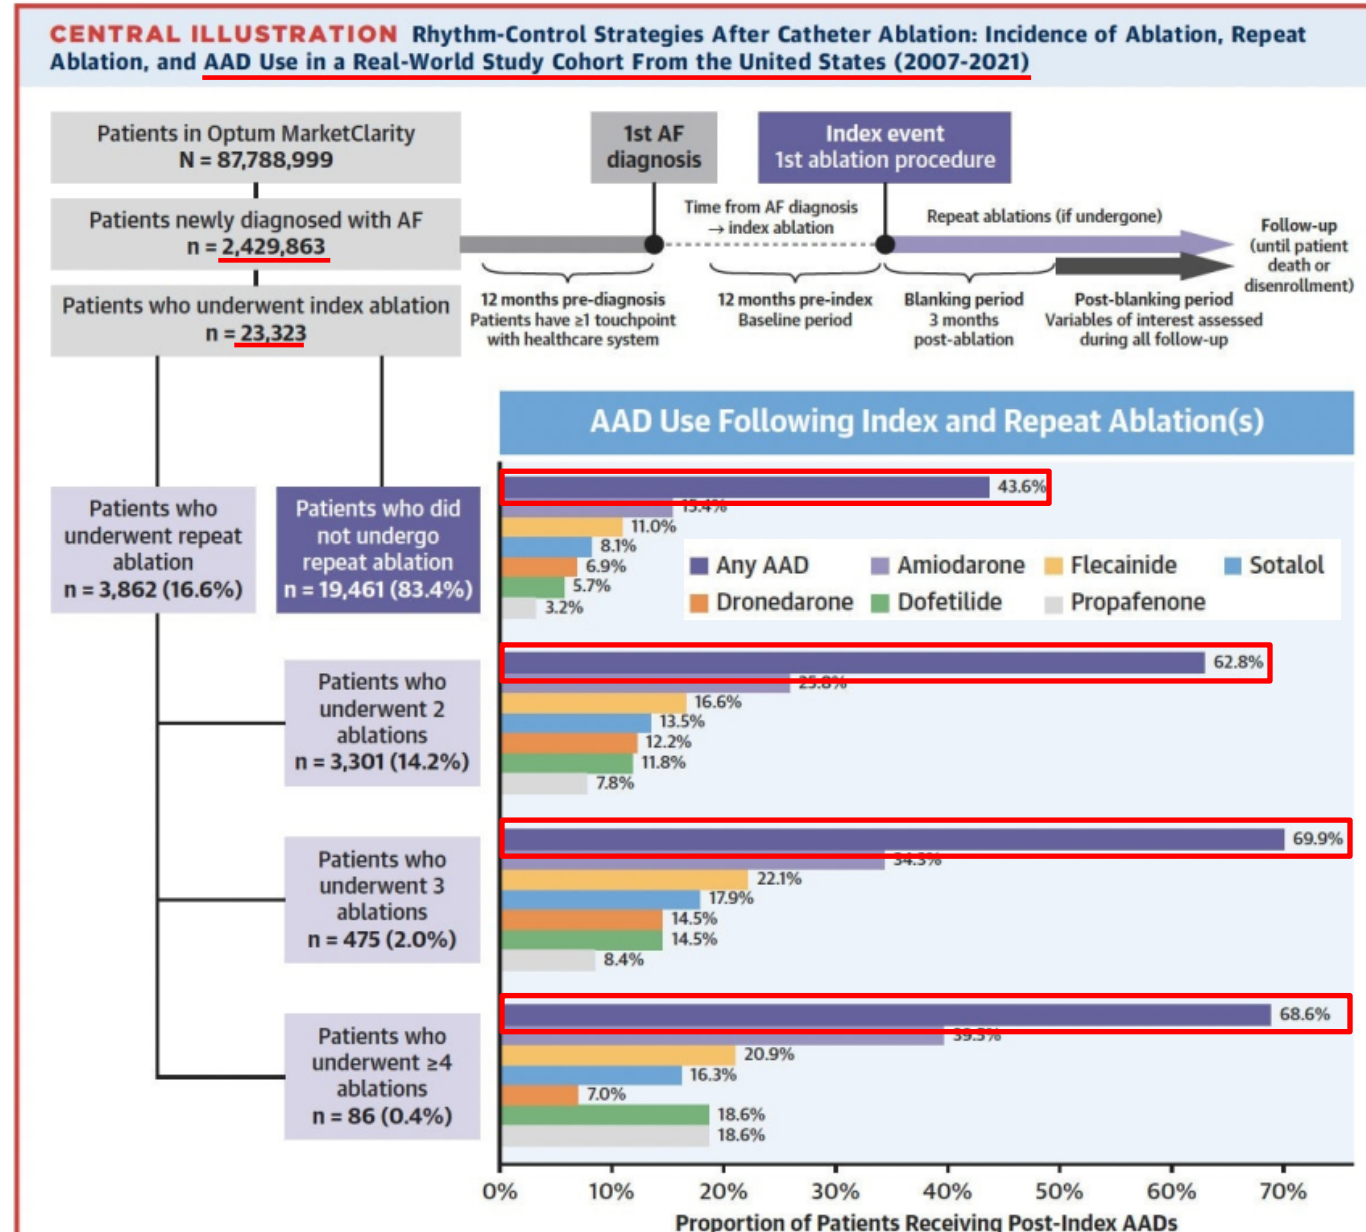 CENTRAL ILLUSTRATION Rhythm-Control Strategies After Catheter Ablation: Incidence of Ablation, Repeat
Ablation, and AAD Use in a Real-World Study Cohort From the United States (2007-2021)
Patients in Optum MarketClarity
N = 87,788,999
Patients newly diagnosed with AF
n = 2,429,863
Patients who underwent index ablation
n = 23,323
1st AF
diagnosis
Index event
1st ablation procedure
Time from AF diagnosis
→ index ablation
Repeat ablations (if undergone)
Follow-up
(until patient
death or
disenrollment)
12 months pre-diagnosis
Patients have ≥1 touchpoint
with healthcare system
12 months pre-index
Baseline period
Blanking period
3 months
post-ablation
Post-blanking period
Variables of interest assessed
during all follow-up
Patients who
underwent repeat
ablation
n = 3,862 (16.6%)
Patients who did
not undergo
repeat ablation
n = 19,461 (83.4%)
AAD Use Following Index and Repeat Ablation(s)
43.6%
15.4%
11.0%
8.1%
6.9%
5.7%
3.2%
Any AAD Amiodarone Flecainide Sotalol
Dronedarone Dofetilide Propafenone
Patients who
underwent 2
ablations
n = 3,301 (14.2%)
62.8%
25.8%
16.6%
13.5%
12.2%
11.8%
7.8%
Patients who
underwent 3
ablations
n = 475 (2.0%)
69.9%
34.3%
22.1%
17.9%
14.5%
14.5%
8.4%
Patients who
underwent ≥4
ablations
n = 86 (0.4%)
68.6%
39.5%
20.9%
16.3%
7.0%
18.6%
18.6%
0% 10% 20% 30% 40% 50% 60% 70%
Proportion of Patients Receiving Post-Index AADs